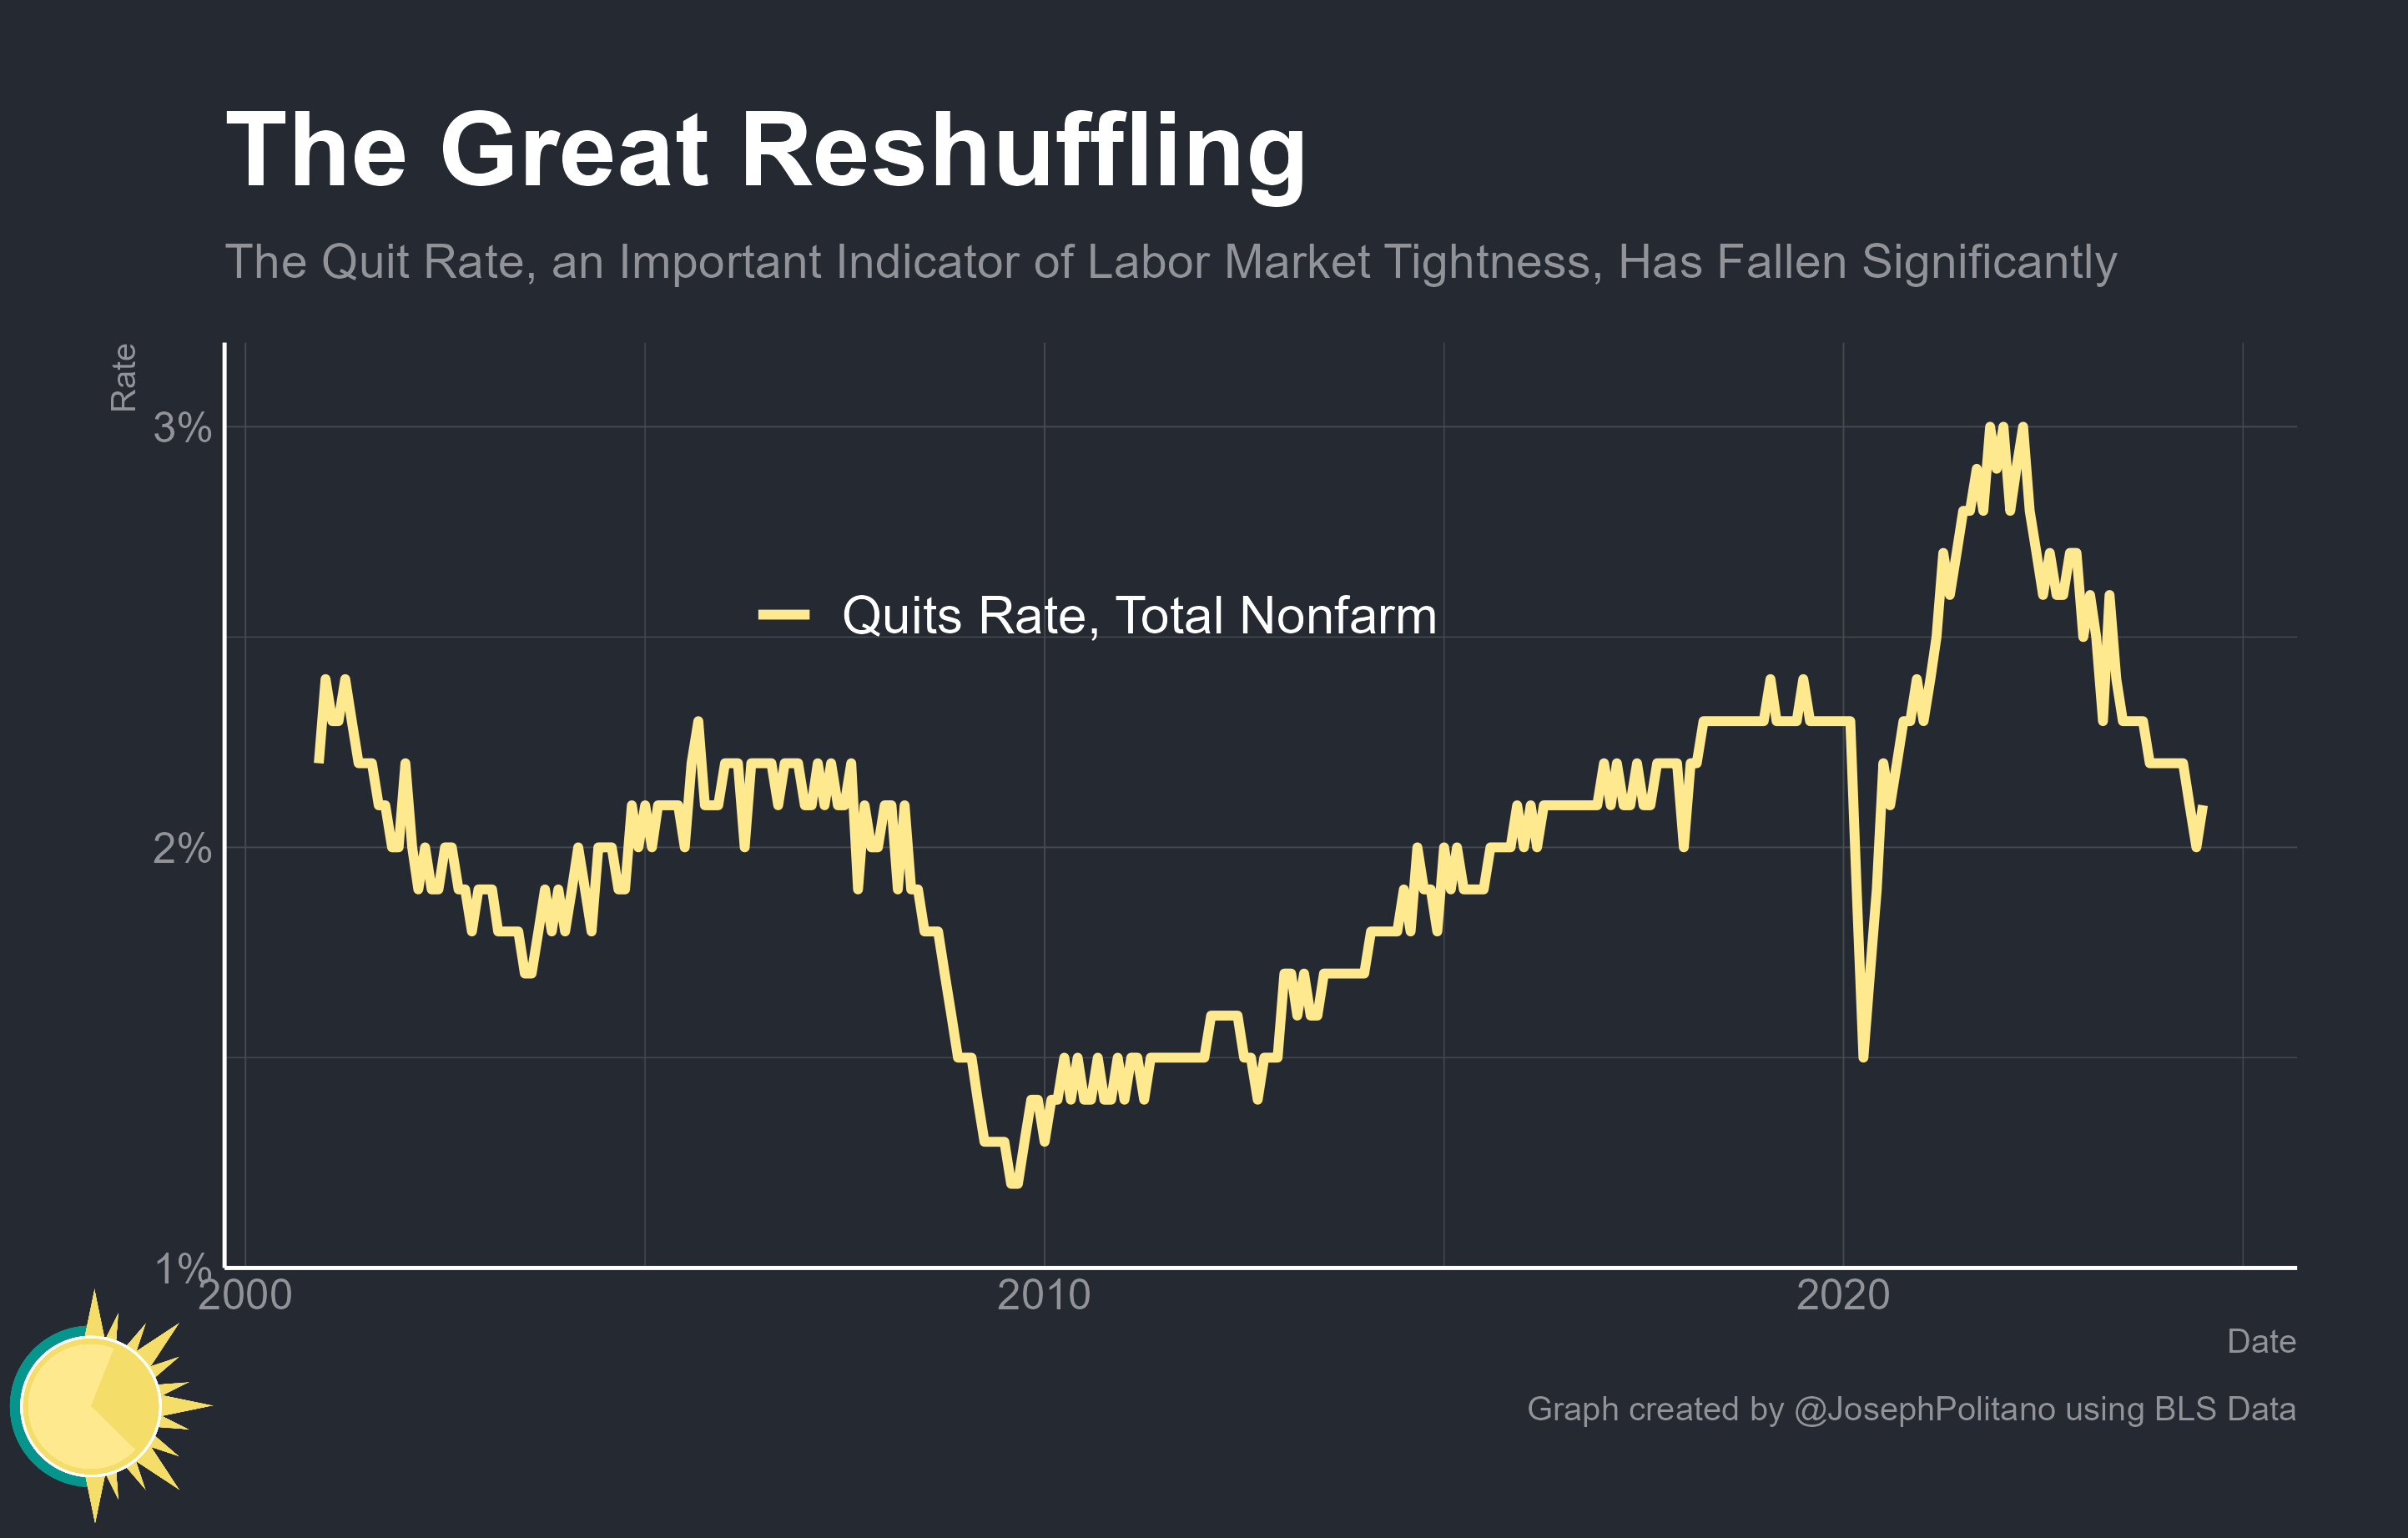 The Great Reshuffling
The Quit Rate, an Important Indicator of Labor Market Tightness, Has Fallen Significantly
Rate
3%
Quits Rate, Total Nonfarm
2%
1%
2000
2010
2020
Date
Graph created by @JosephPolitano using BLS Data